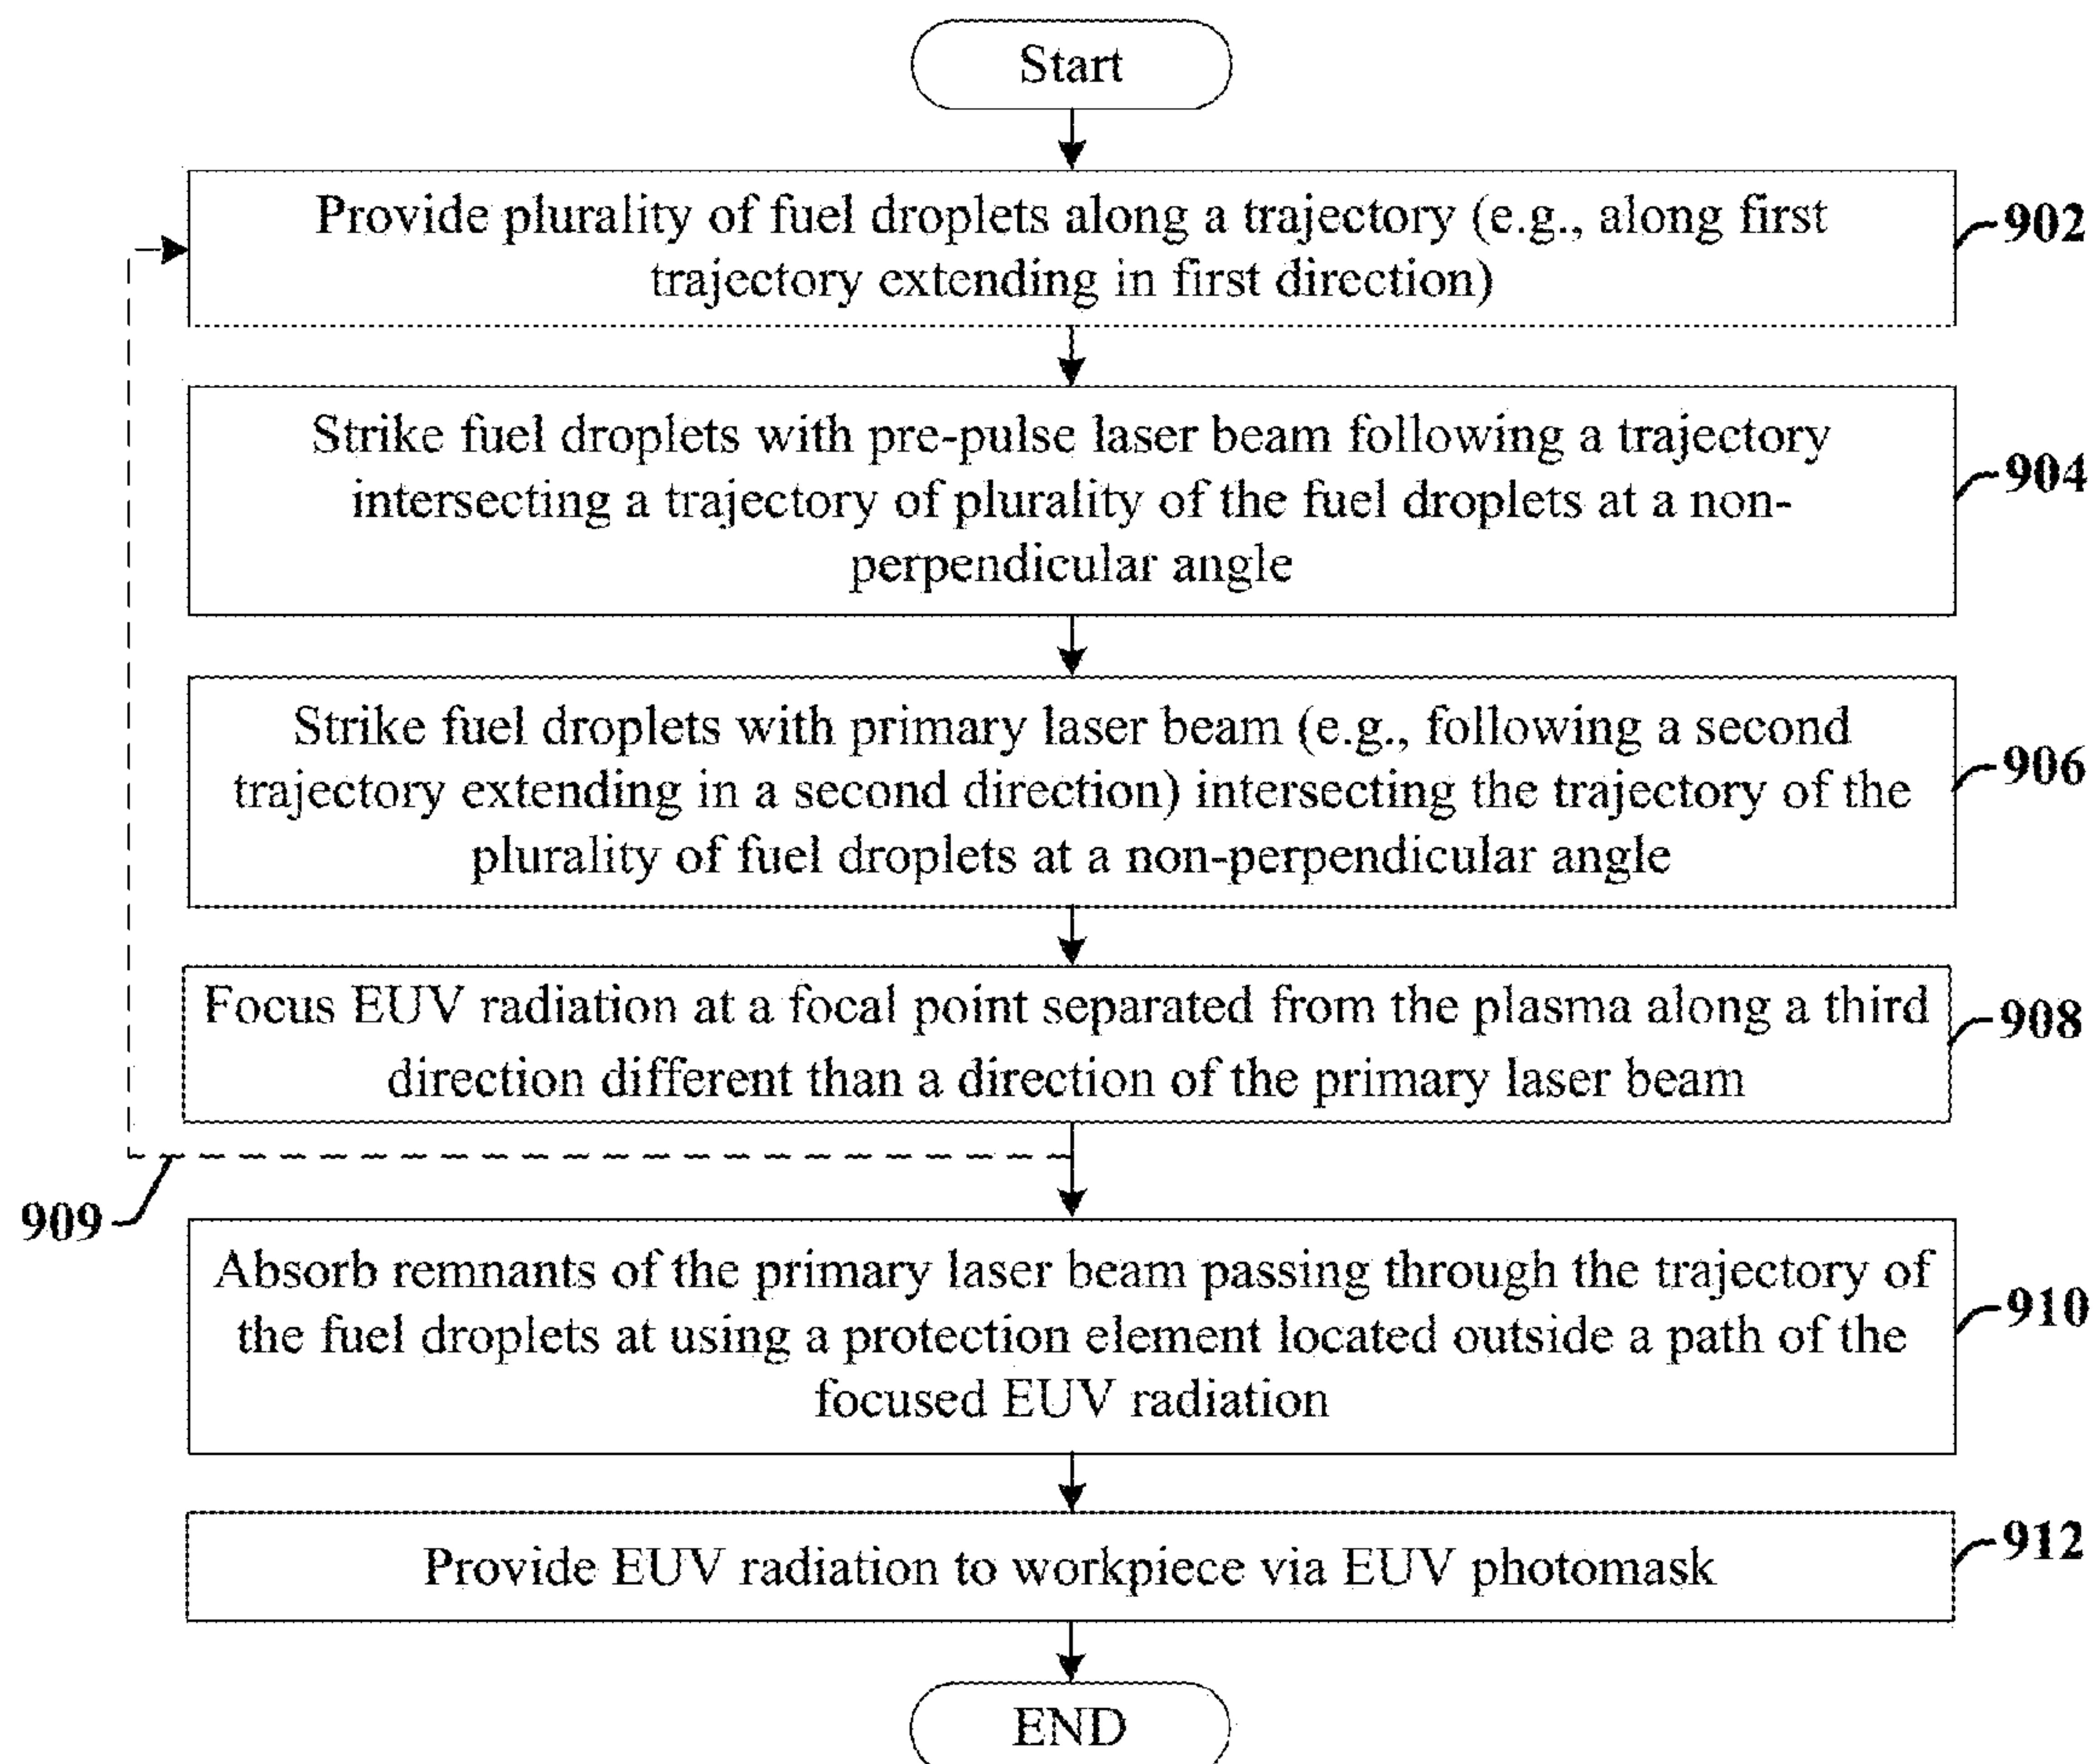 Start
Provide plurality of fuel droplets along a trajectory (e.g., along first
trajectory extending in first direction)
902
Strike fuel droplets with pre-pulse laser beam following a trajectory
intersecting a trajectory of plurality of the fuel droplets at a non-
perpendicular angle
904
Strike fuel droplets with primary laser beam (e.g., following a second
trajectory extending in a second direction) intersecting the trajectory of the
plurality of fuel droplets at a non-perpendicular angle
906
Focus EUV radiation at a focal point separated from the plasma along a third
direction different than a direction of the primary laser beam
908
909
Absorb remnants of the primary laser beam passing through the trajectory of
the fuel droplets at using a protection element located outside a path of the
focused EUV radiation
910
Provide EUV radiation to workpiece via EUV photomask
912
END